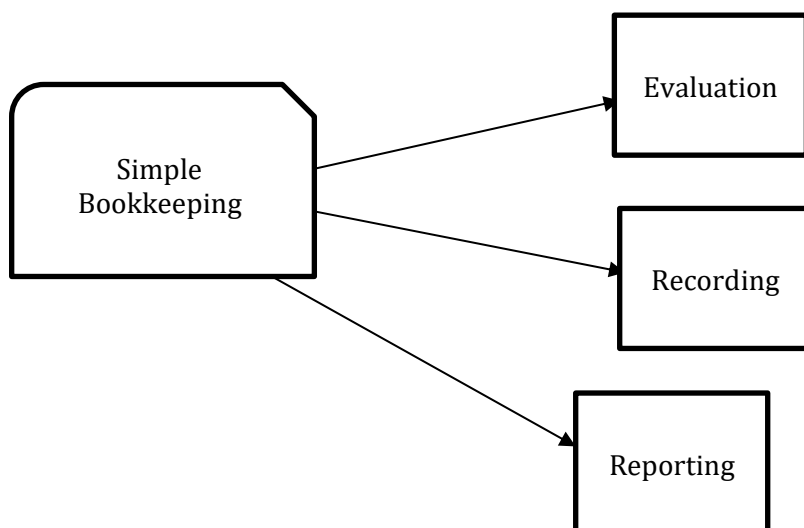 Simple
Bookkeeping
Evaluation
Recording
Reporting